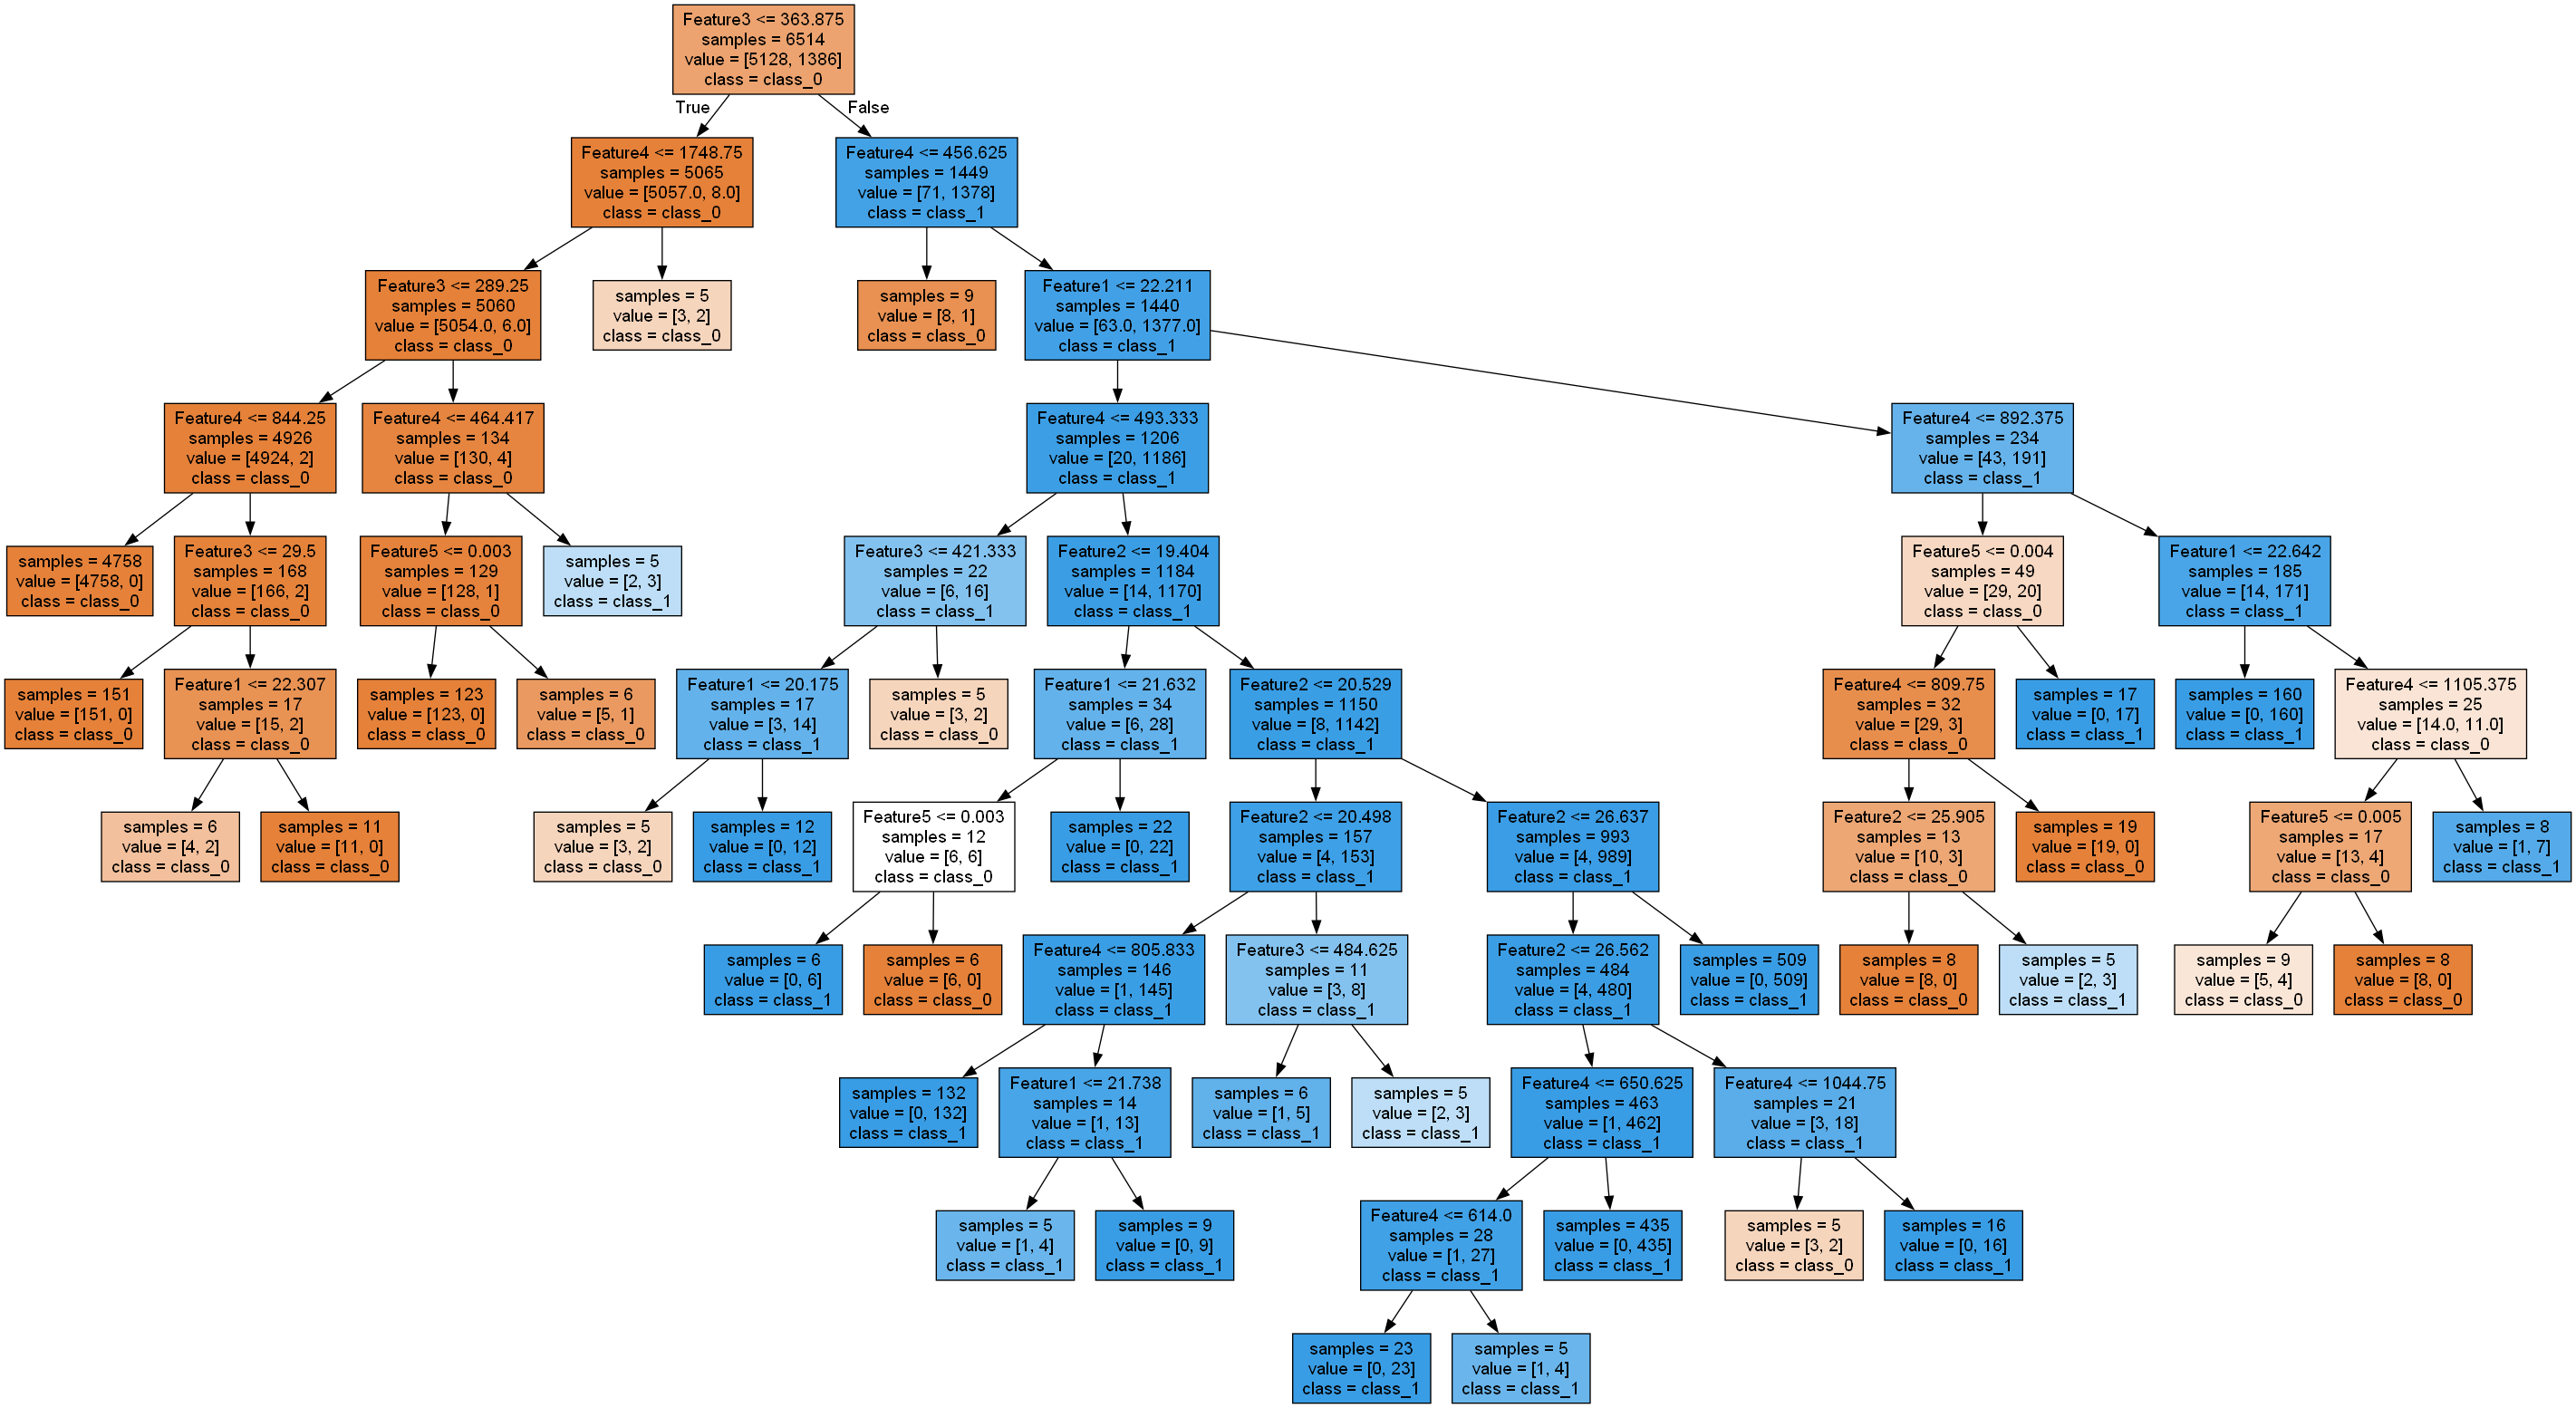 Feature3 <= 363.875
samples = 6514
value = [5128, 1386]
class = class_0
True
False
Feature4 <= 1748.75
samples = 5065
value = [5057.0, 8.0]
class = class_0
Feature4 <= 456.625
samples = 1449
value = [71, 1378]
class = class_1
Feature3 <= 289.25
samples = 5060
value = [5054.0, 6.0]
class = class_0
samples = 5
value = [3, 2]
class = class_0
samples = 9
value = [8, 1]
class = class_0
Feature1 <= 22.211
samples = 1440
value = [63.0, 1377.0]
class = class_1
Feature4 <= 844.25
samples = 4926
value = [4924, 2]
class = class_0
Feature4 <= 464.417
samples = 134
value = [130, 4]
class = class_0
Feature4 <= 493.333
samples = 1206
value = [20, 1186]
class = class_1
Feature4 <= 892.375
samples = 234
value = [43, 191]
class = class_1
samples = 4758
value = [4758, 0]
class = class_0
Feature3 <= 29.5
samples = 168
value = [166, 2]
class = class_0
Feature5 <= 0.003
samples = 129
value = [128, 1]
class = class_0
samples = 5
value = [2, 3]
class = class_1
Feature3 <= 421.333
samples = 22
value = [6, 16]
class = class_1
Feature2 <= 19.404
samples = 1184
value = [14, 1170]
class = class_1
Feature5 <= 0.004
samples = 49
value = [29, 20]
class = class_0
Feature1 <= 22.642
samples = 185
value = [14, 171]
class = class_1
samples = 151
value = [151, 0]
class = class_0
Feature1 <= 22.307
samples = 17
value = [15, 2]
class = class_0
samples = 123
value = [123, 0]
class = class_0
samples = 6
value = [5, 1]
class = class_0
Feature1 <= 20.175
samples = 17
value = [3, 14]
class = class_1
samples = 5
value = [3, 2]
class = class_0
Feature1 <= 21.632
samples = 34
value = [6, 28]
class = class_1
Feature2 <= 20.529
samples = 1150
value = [8, 1142]
class = class_1
Feature4 <= 809.75
samples = 32
value = [29, 3]
class = class_0
samples = 17
value = [0, 17]
class = class_1
samples = 160
value = [0, 160]
class = class_1
Feature4 <= 1105.375
samples = 25
value = [14.0, 11.0]
class = class_0
samples = 6
value = [4, 2]
class = class_0
samples = 11
value = [11, 0]
class = class_0
samples = 5
value = [3, 2]
class = class_0
samples = 12
value = [0, 12]
class = class_1
Feature5 <= 0.003
samples = 12
value = [6, 6]
class = class_0
samples = 22
value = [0, 22]
class = class_1
Feature2 <= 20.498
samples = 157
value = [4, 153]
class = class_1
Feature2 <= 26.637
samples = 993
value = [4, 989]
class = class_1
Feature2 <= 25.905
samples = 13
value = [10, 3]
class = class_0
samples = 19
value = [19, 0]
class = class_0
Feature5 <= 0.005
samples = 17
value = [13, 4]
class = class_0
samples = 8
value = [1, 7]
class = class_1
samples = 6
value = [0, 6]
class = class_1
samples = 6
value = [6, 0]
class = class_0
Feature4 <= 805.833
samples = 146
value = [1, 145]
class = class_1
Feature3 <= 484.625
samples = 11
value = [3, 8]
class = class_1
Feature2 <= 26.562
samples = 484
value = [4, 480]
class = class_1
samples = 509
value = [0, 509]
class = class_1
samples = 8
value = [8, 0]
class = class_0
samples = 5
value = [2, 3]
class = class_1
samples = 9
value = [5, 4]
class = class_0
samples = 8
value = [8, 0]
class = class_0
samples = 132
value = [0, 132]
class = class_1
Feature1 <= 21.738
samples = 14
value = [1, 13]
class = class_1
samples = 6
value = [1, 5]
class = class_1
samples = 5
value = [2, 3]
class = class_1
Feature4 <= 650.625
samples = 463
value = [1, 462]
class = class_1
Feature4 <= 1044.75
samples = 21
value = [3, 18]
class = class_1
samples = 5
value = [1, 4]
class = class_1
samples = 9
value = [0, 9]
class = class_1
Feature4 <= 614.0
samples = 28
value = [1, 27]
class = class_1
samples = 435
value = [0, 435]
class = class_1
samples = 5
value = [3, 2]
class = class_0
samples = 16
value = [0, 16]
class = class_1
samples = 23
value = [0, 23]
class = class_1
samples = 5
value = [1, 4]
class = class_1